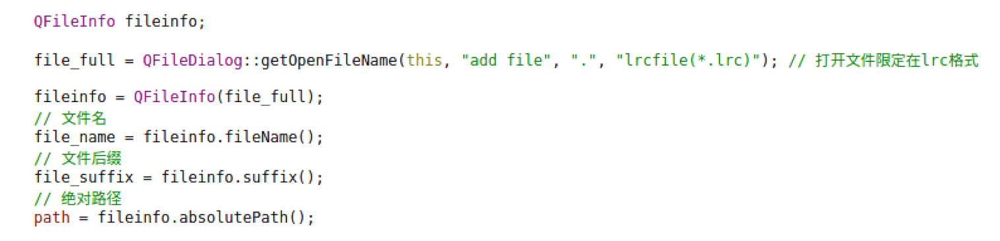 QFileInfo fileinfo;
file_full = QFileDialog::getOpenFileName(this, "add file", ".", "lrcfile(*.lrc)"); // 打开文件限定在lrc格式
fileinfo = QFileInfo(file_full);
// 文件名
file_name = fileinfo.fileName();
// 文件后缀
file_suffix = fileinfo.suffix();
// 绝对路径
path = fileinfo.absolutePath();